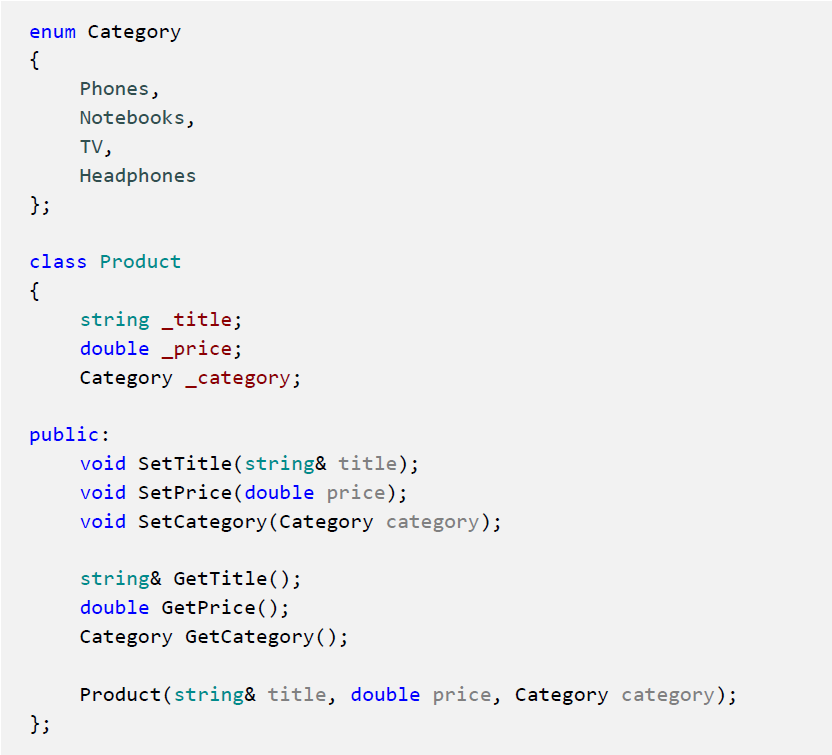 enum Category
{
Phones,
Notebooks,
TV,
Headphones
};
class Product
{
string _title;
double _price;
Category _category;
public:
void SetTitle(string& title);
void SetPrice(double price);
void SetCategory(Category category);
string& GetTitle();
double GetPrice();
Category GetCategory();
Product(string& title, double price, Category category);
};